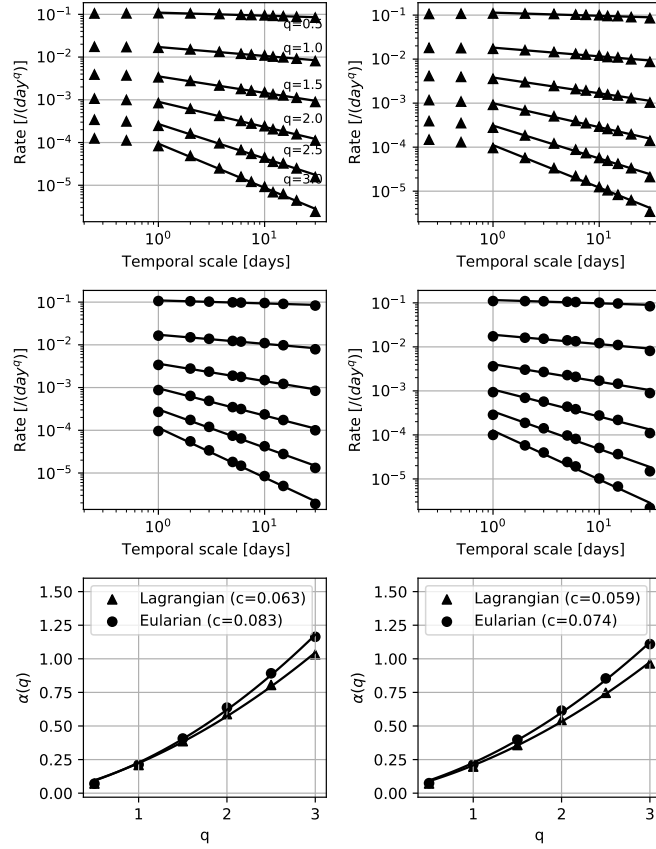 10⁻¹
10⁻²
10⁻³
10⁻⁴
10⁻⁵
Rate [/(day^q)]
q=0.5
q=1.0
q=1.5
q=2.0
q=2.5
q=3.0
10⁰
10¹
Temporal scale [days]
10⁻¹
10⁻²
10⁻³
10⁻⁴
10⁻⁵
Rate [/(day^q)]
10⁰
10¹
Temporal scale [days]
10⁻¹
10⁻²
10⁻³
10⁻⁴
10⁻⁵
Rate [/(day^q)]
10⁰
10¹
Temporal scale [days]
10⁻¹
10⁻²
10⁻³
10⁻⁴
10⁻⁵
Rate [/(day^q)]
10⁰
10¹
Temporal scale [days]
Lagrangian (c=0.063)
Eularian (c=0.083)
1.50
1.25
1.00
0.75
0.50
0.25
0.00
α(q)
1
2
3
q
Lagrangian (c=0.059)
Eularian (c=0.074)
1.50
1.25
1.00
0.75
0.50
0.25
0.00
α(q)
1
2
3
q